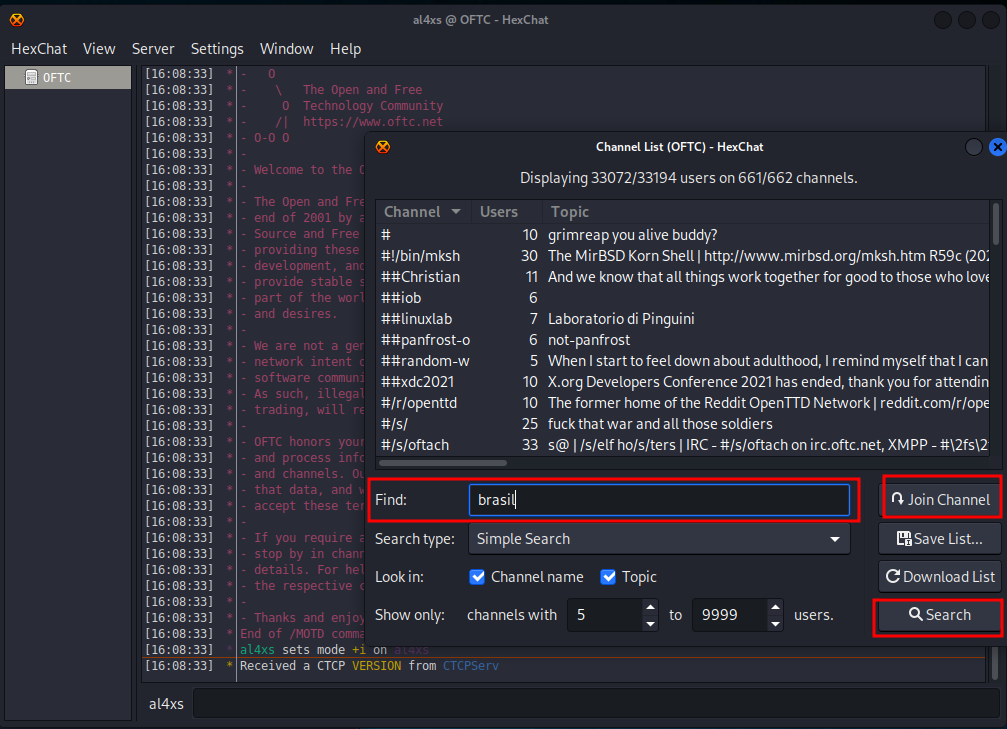 al4xs @ OFTC - HexChat
HexChat View Server Settings Window Help
OFTC
[16:08:33] * - O
[16:08:33] * - \ The Open and Free
[16:08:33] * - O Technology Community
[16:08:33] * - /| https://www.oftc.net
[16:08:33] * - O-O O
[16:08:33] * -
[16:08:33] * - Welcome to the
[16:08:33] * -
[16:08:33] * - The Open and Fre
[16:08:33] * - end of 2001 by a
[16:08:33] * - Source and Free
[16:08:33] * - providing these
[16:08:33] * - development, and
[16:08:33] * - provide stable s
[16:08:33] * - part of the worl
[16:08:33] * - and desires.
[16:08:33] * -
[16:08:33] * - We are not a gen
[16:08:33] * - network intent o
[16:08:33] * - software communi
[16:08:33] * - As such, illegal
[16:08:33] * - trading, will re
[16:08:33] * -
[16:08:33] * - OFTC honors your
[16:08:33] * - and process info
[16:08:33] * - and channels. Ou
[16:08:33] * - that data, and w
[16:08:33] * - accept these ter
[16:08:33] * -
[16:08:33] * - If you require a
[16:08:33] * - stop by in chann
[16:08:33] * - details. For hel
[16:08:33] * - the respective c
[16:08:33] * -
[16:08:33] * - Thanks and enjoy
[16:08:33] * End of /MOTD comma
[16:08:33] * al4xs sets mode +i on al4xs
[16:08:33] * Received a CTCP VERSION from CTCPServ
al4xs
Channel List (OFTC) - HexChat
Displaying 33072/33194 users on 661/662 channels.
Channel Users Topic
# 10 grimreap you alive buddy?
#!/bin/mksh 30 The MirBSD Korn Shell | http://www.mirbsd.org/mksh.htm R59c (202
##Christian 11 And we know that all things work together for good to those who love
##iob 6
##linuxlab 7 Laboratorio di Pinguini
##panfrost-o 6 not-panfrost
##random-w 5 When I start to feel down about adulthood, I remind myself that I can
##xdc2021 10 X.org Developers Conference 2021 has ended, thank you for attendin
#/r/openttd 10 The former home of the Reddit OpenTTD Network | reddit.com/r/ope
#/s/ 25 fuck that war and all those soldiers
#/s/oftach 33 s@ | /s/elf ho/s/ters | IRC - #/s/oftach on irc.oftc.net, XMPP - #\2fs\2
Find: brasil Join Channel
Search type: Simple Search Save List...
Look in: Channel name Topic Download List
Show only: channels with 5 to 9999 users. Search